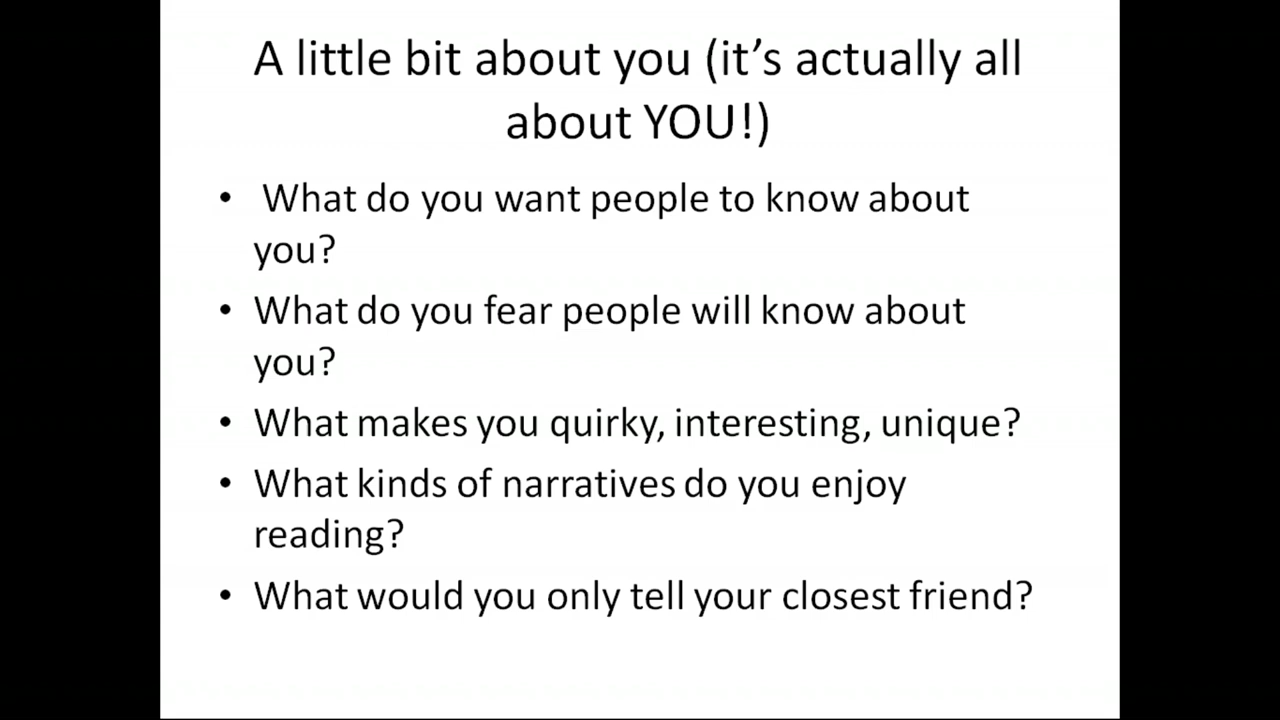 A little bit about you (it’s actually all
about YOU!)
• What do you want people to know about
you?
• What do you fear people will know about
you?
• What makes you quirky, interesting, unique?
• What kinds of narratives do you enjoy
reading?
• What would you only tell your closest friend?